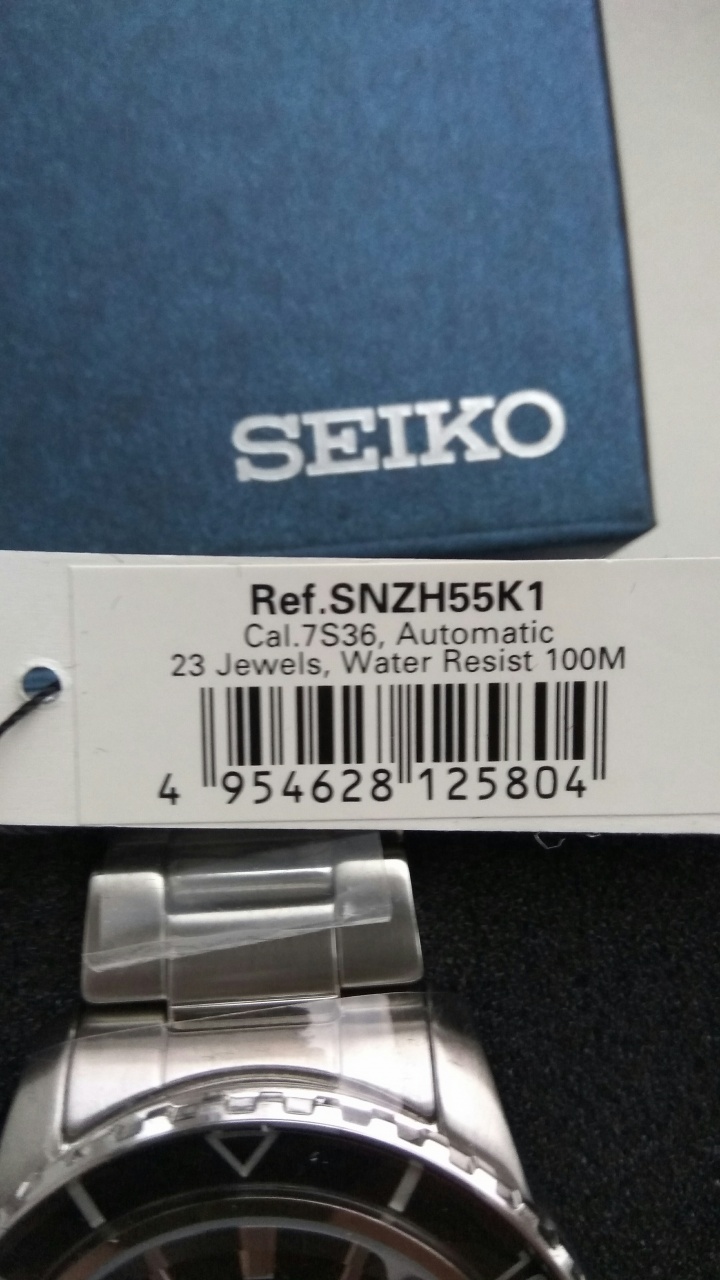 SEIKO
Ref.SNZH55K1
Cal.7S36, Automatic
23 Jewels, Water Resist 100M
4 954628 125804